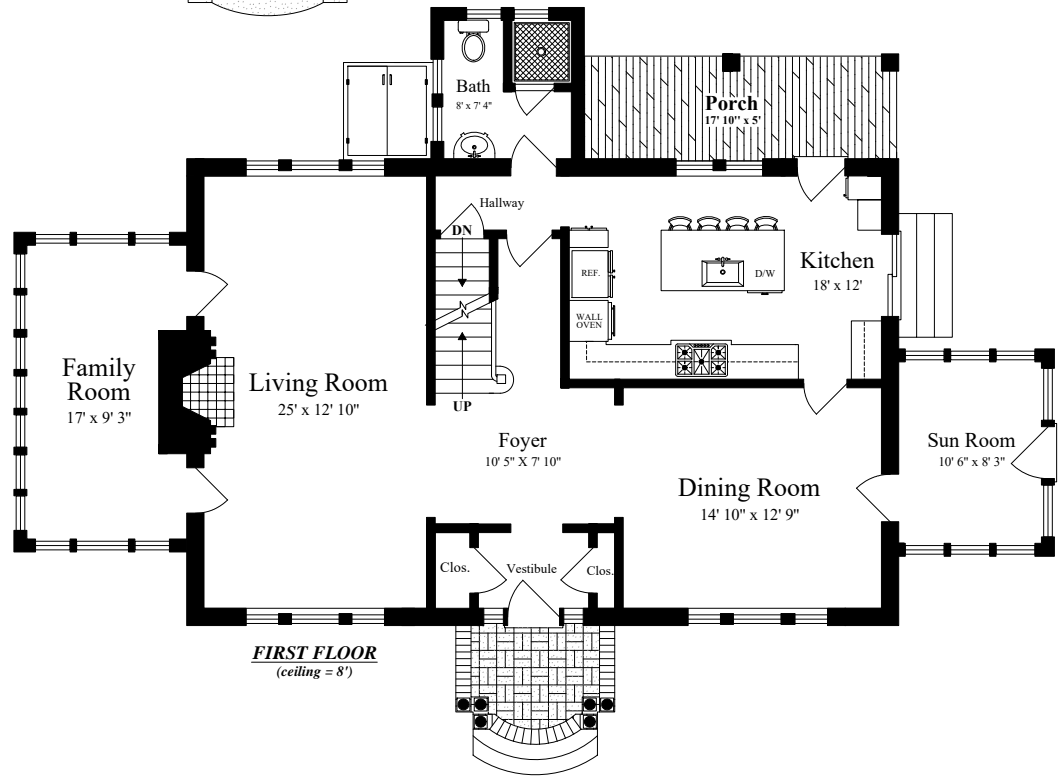 Bath
8' x 7' 4"
Porch
17' 10" x 5'
Hallway
DN
REF.
D/W
Kitchen
18' x 12'
WALL
OVEN
Family
Room
17' x 9' 3"
Living Room
25' x 12' 10"
UP
Foyer
10' 5" X 7' 10"
Sun Room
10' 6" x 8' 3"
Dining Room
14' 10" x 12' 9"
Clos.
Vestibule
Clos.
FIRST FLOOR
(ceiling = 8')